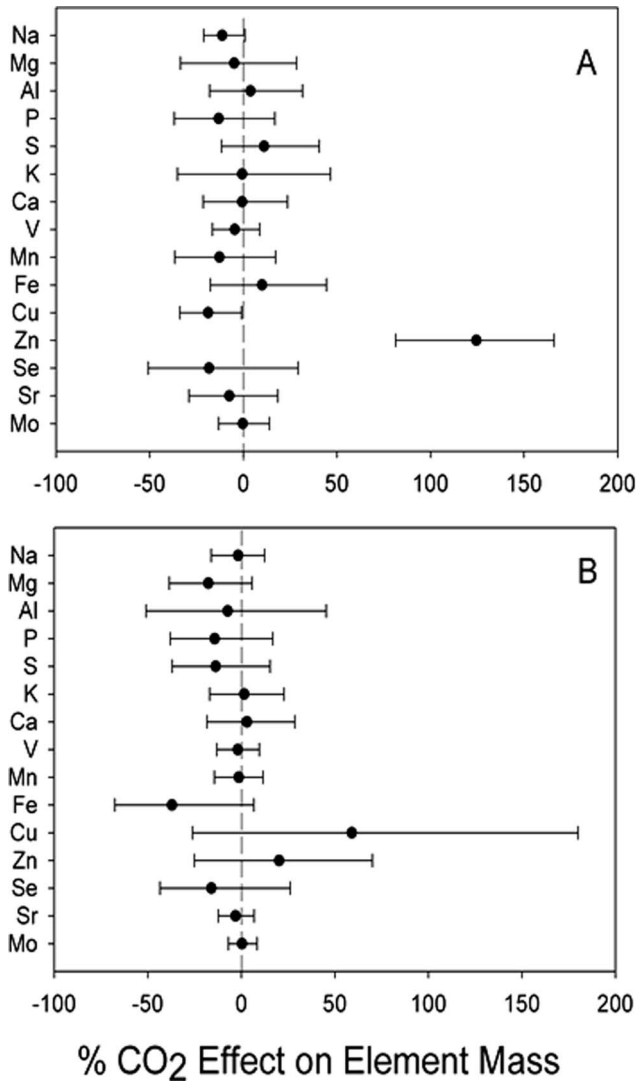 A
Na
Mg
Al
P
S
K
Ca
V
Mn
Fe
Cu
Zn
Se
Sr
Mo
-100 -50 0 50 100 150 200
B
Na
Mg
Al
P
S
K
Ca
V
Mn
Fe
Cu
Zn
Se
Sr
Mo
-100 -50 0 50 100 150 200
% CO2 Effect on Element Mass